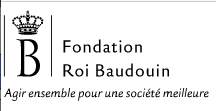 B
Fondation
Roi Baudouin
Agir ensemble pour une société meilleure